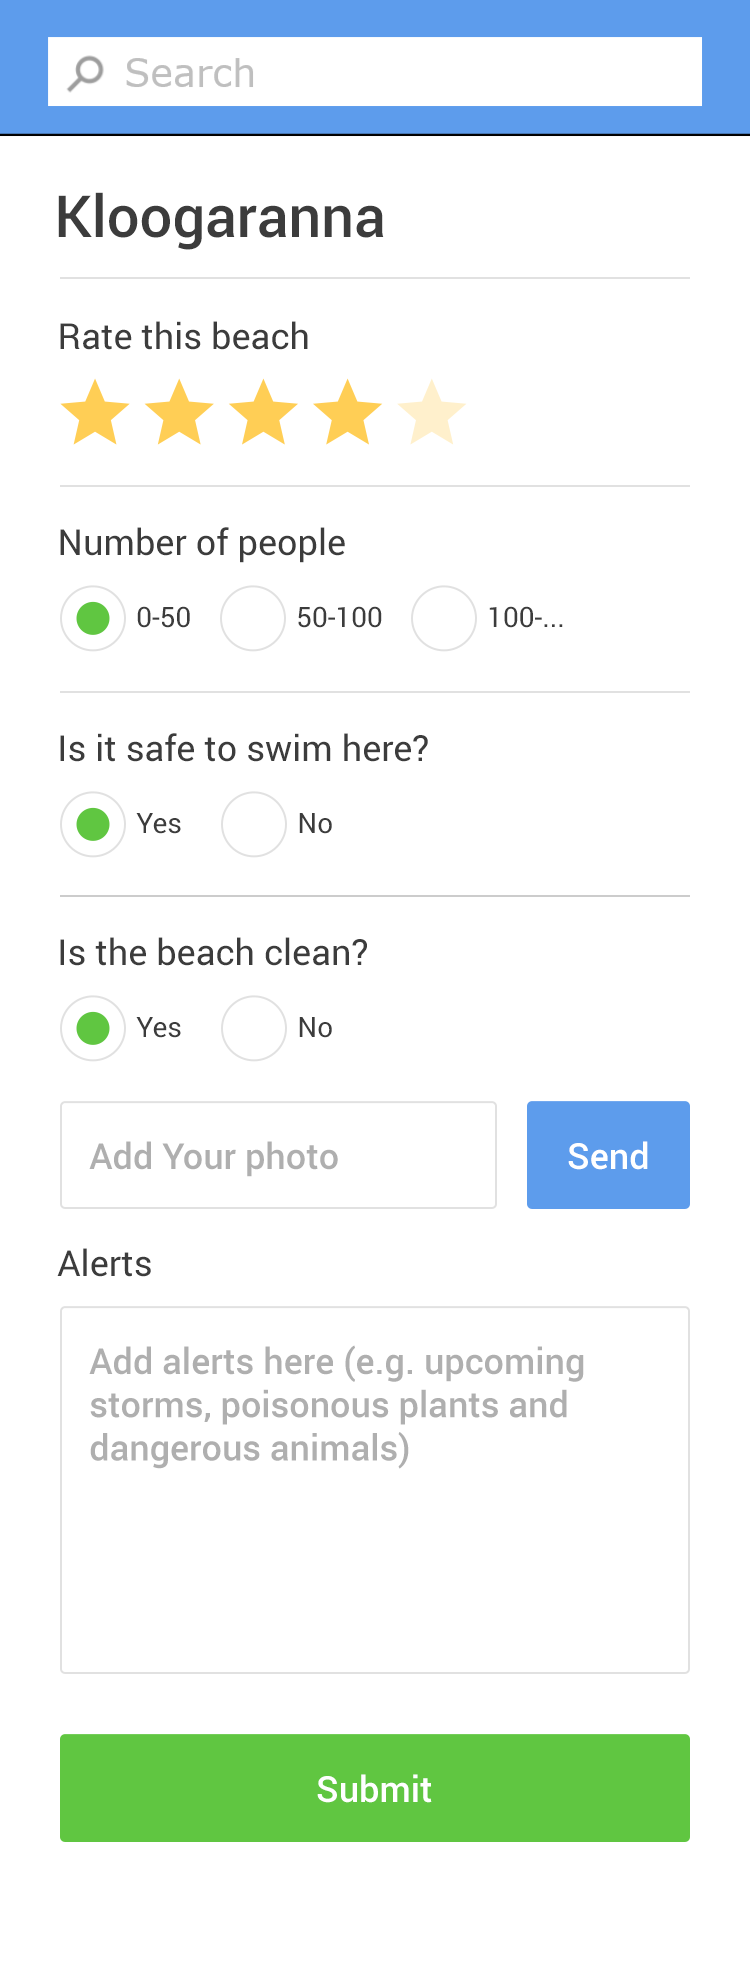 Search
Kloogaranna
Rate this beach
Number of people
0-50 50-100 100-...
Is it safe to swim here?
Yes No
Is the beach clean?
Yes No
Add Your photo Send
Alerts
Add alerts here (e.g. upcoming
storms, poisonous plants and
dangerous animals)
Submit